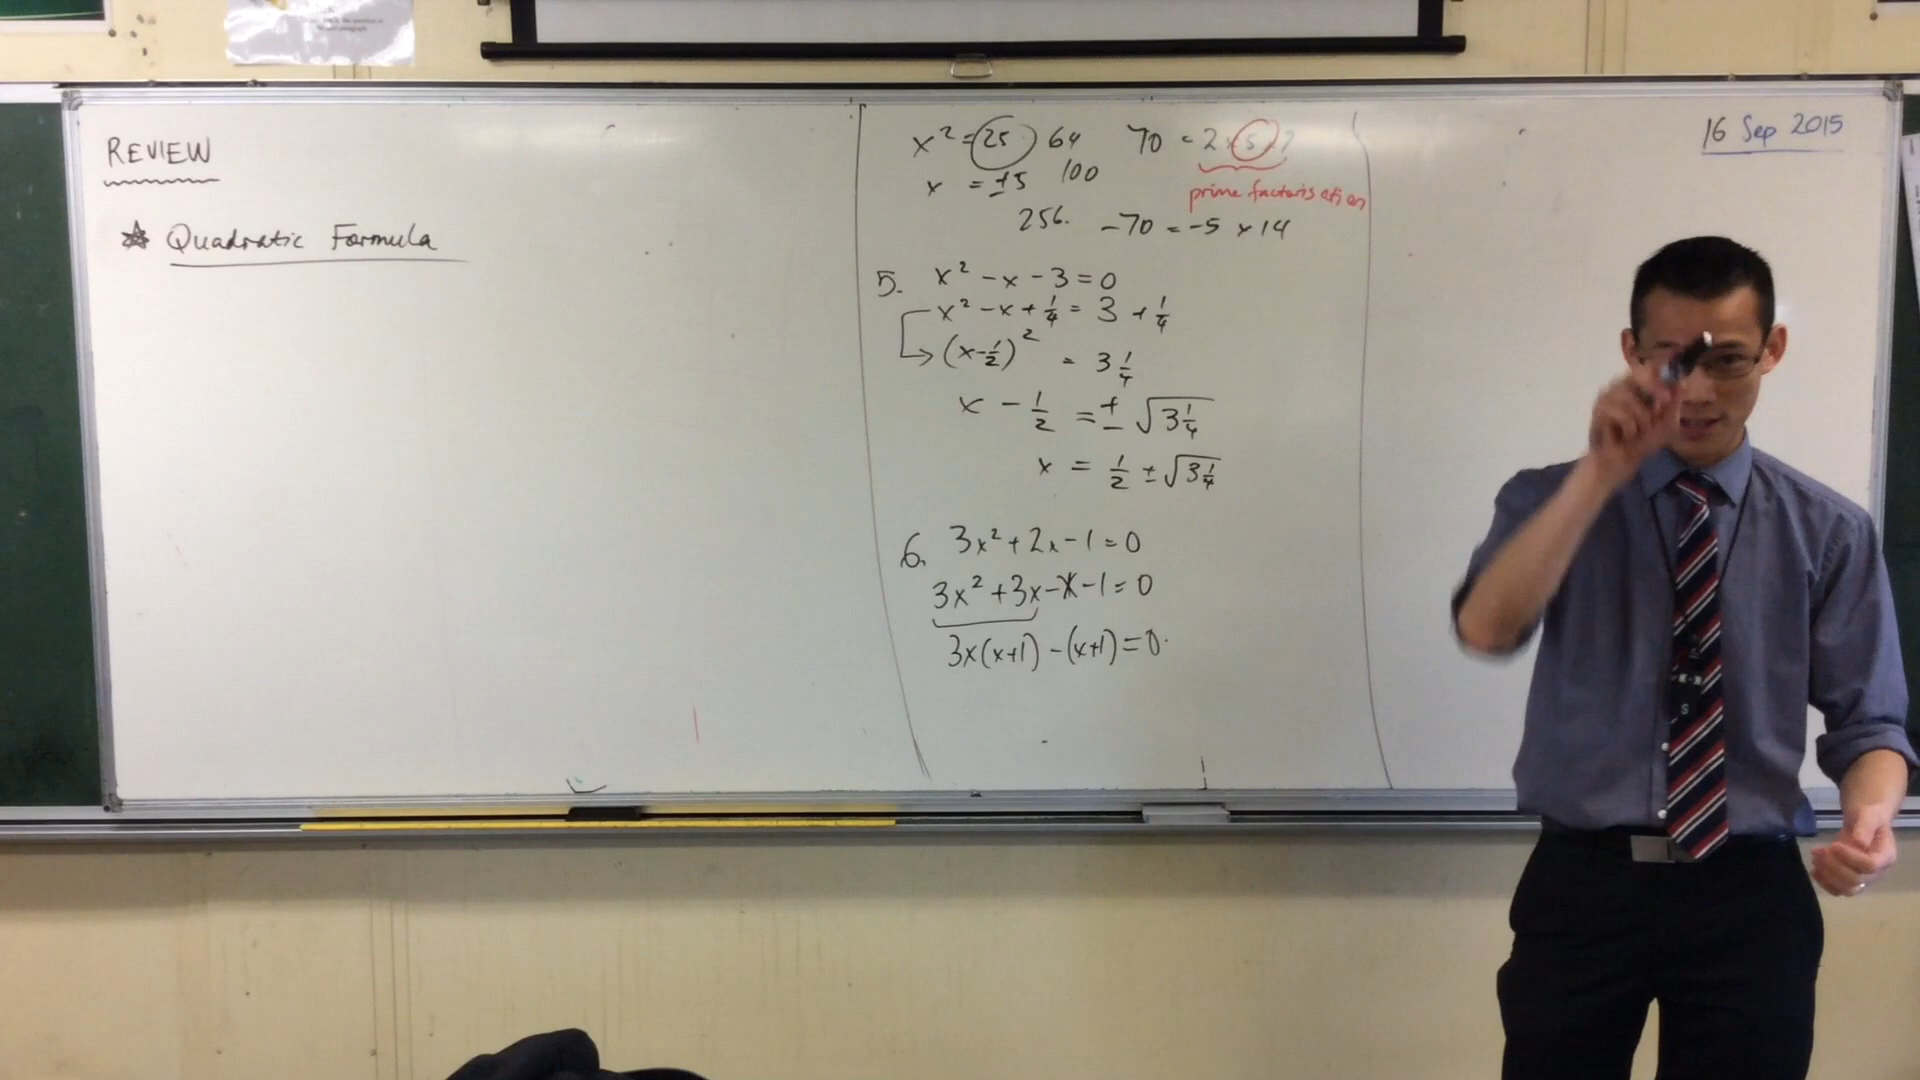 REVIEW
☆ Quadratic Formula
x² = 25 64 70 = 2 × 5 × 7
x = ±5 100
prime factorisation
256. -70 = -5 × 14
5. x² - x - 3 = 0
x² - x + 1/4 = 3 + 1/4
(x - 1/2)² = 3 1/4
x - 1/2 = ± √3 1/4
x = 1/2 ± √3 1/4
6. 3x² + 2x - 1 = 0
3x² + 3x - x - 1 = 0
3x(x+1) - (x+1) = 0
16 Sep 2015